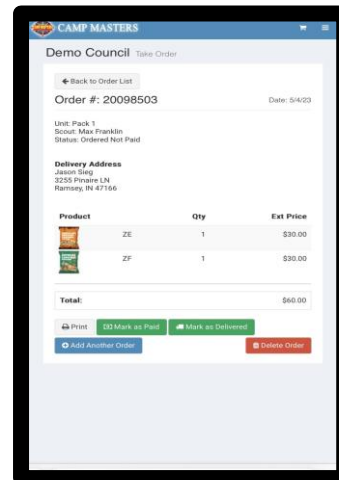 CAMP MASTERS
Demo Council Take Order
Back to Order List
Order #: 20098503 Date: 5/4/23
Unit: Pack 1
Scout: Max Franklin
Status: Ordered Not Paid
Delivery Address
Jason Sieg
3255 Pinaire LN
Ramsey, IN 47166
Product Qty Ext Price
ZE 1 $30.00
ZF 1 $30.00
Total: $60.00
Print Mark as Paid Mark as Delivered
Add Another Order Delete Order